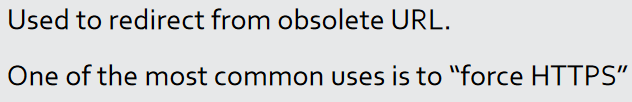 Used to redirect from obsolete URL.
One of the most common uses is to “force HTTPS”